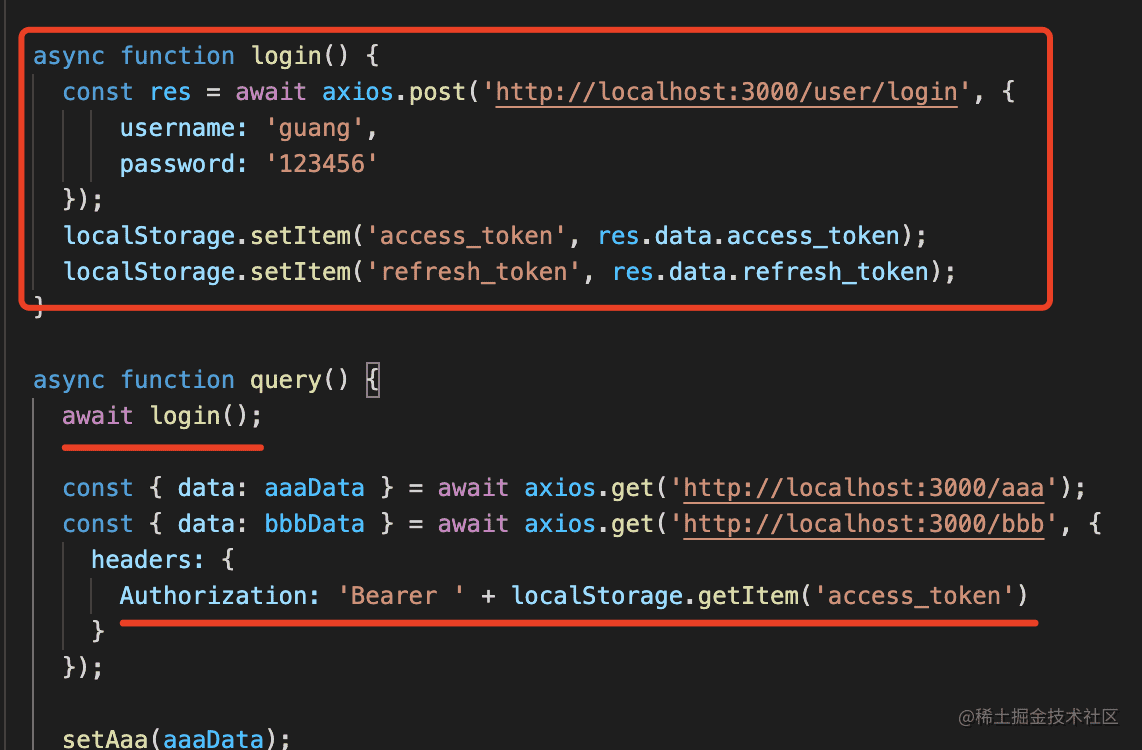 async function login() {
  const res = await axios.post('http://localhost:3000/user/login', {
      username: 'guang',
      password: '123456'
  });
  localStorage.setItem('access_token', res.data.access_token);
  localStorage.setItem('refresh_token', res.data.refresh_token);
}
async function query() {
  await login();
  const { data: aaaData } = await axios.get('http://localhost:3000/aaa');
  const { data: bbbData } = await axios.get('http://localhost:3000/bbb', {
    headers: {
      Authorization: 'Bearer ' + localStorage.getItem('access_token')
    }
  });
  setAaa(aaaData);
@稀土掘金技术社区